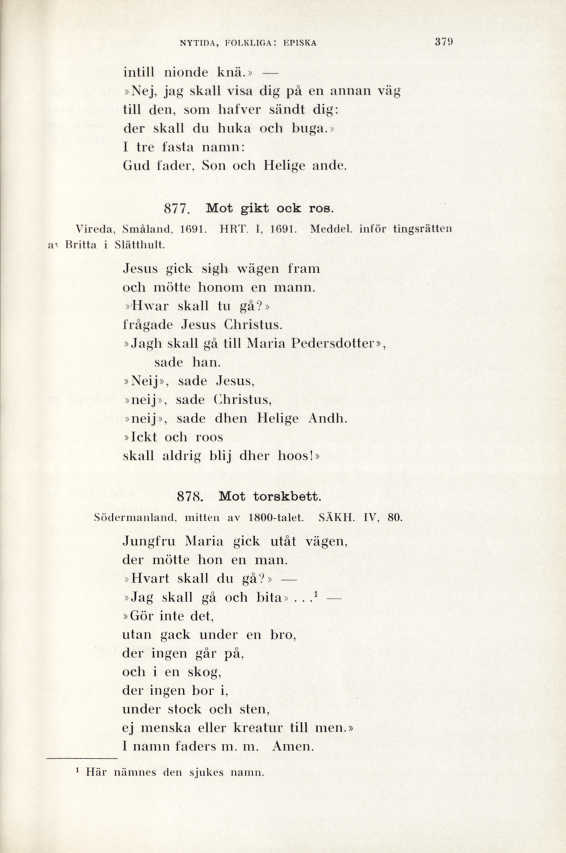 NYTIDA, FOLKLIGA: EPISKA 379
intill nionde knä.» —
»Nej, jag skall visa dig på en annan väg
till den, som hafver sändt dig:
der skall du huka och buga.»
I tre fasta namn:
Gud fader, Son och Helige ande.
877. Mot gikt ock ros.
Vireda, Småland, 1691. HRT. I, 1691. Meddel. inför tingsrätten
av Britta i Slätthult.
Jesus gick sigh wägen fram
och mötte honom en mann.
»Hwar skall tu gå?»
frågade Jesus Christus.
»Jagh skall gå till Maria Pedersdotter»,
sade han.
»Neij», sade Jesus,
»neij», sade Christus,
»neij», sade dhen Helige Andh.
»Ickt och roos
skall aldrig blij dher hoos!»
878. Mot torskbett.
Södermanland, mitten av 1800-talet. SÄKH. IV, 80.
Jungfru Maria gick utåt vägen,
der mötte hon en man.
»Hvart skall du gå?» —
»Jag skall gå och bita» . . .¹ —
»Gör inte det,
utan gack under en bro,
der ingen går på,
och i en skog,
der ingen bor i,
under stock och sten,
ej menska eller kreatur till men.»
I namn faders m. m. Amen.
¹ Här nämnes den sjukes namn.